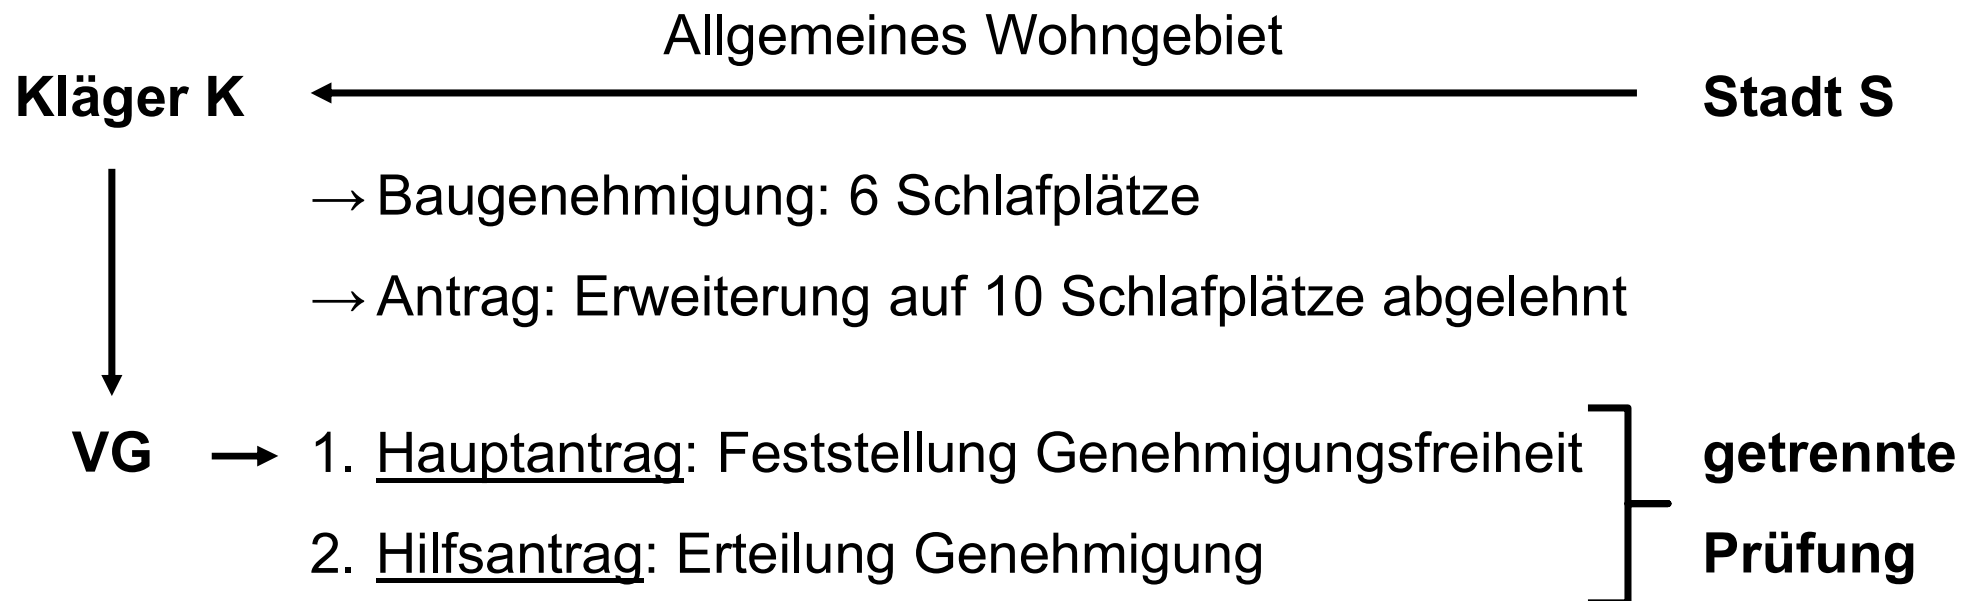 Allgemeines Wohngebiet
Kläger K Stadt S
→ Baugenehmigung: 6 Schlafplätze
→ Antrag: Erweiterung auf 10 Schlafplätze abgelehnt
VG → 1. Hauptantrag: Feststellung Genehmigungsfreiheit getrennte
2. Hilfsantrag: Erteilung Genehmigung Prüfung